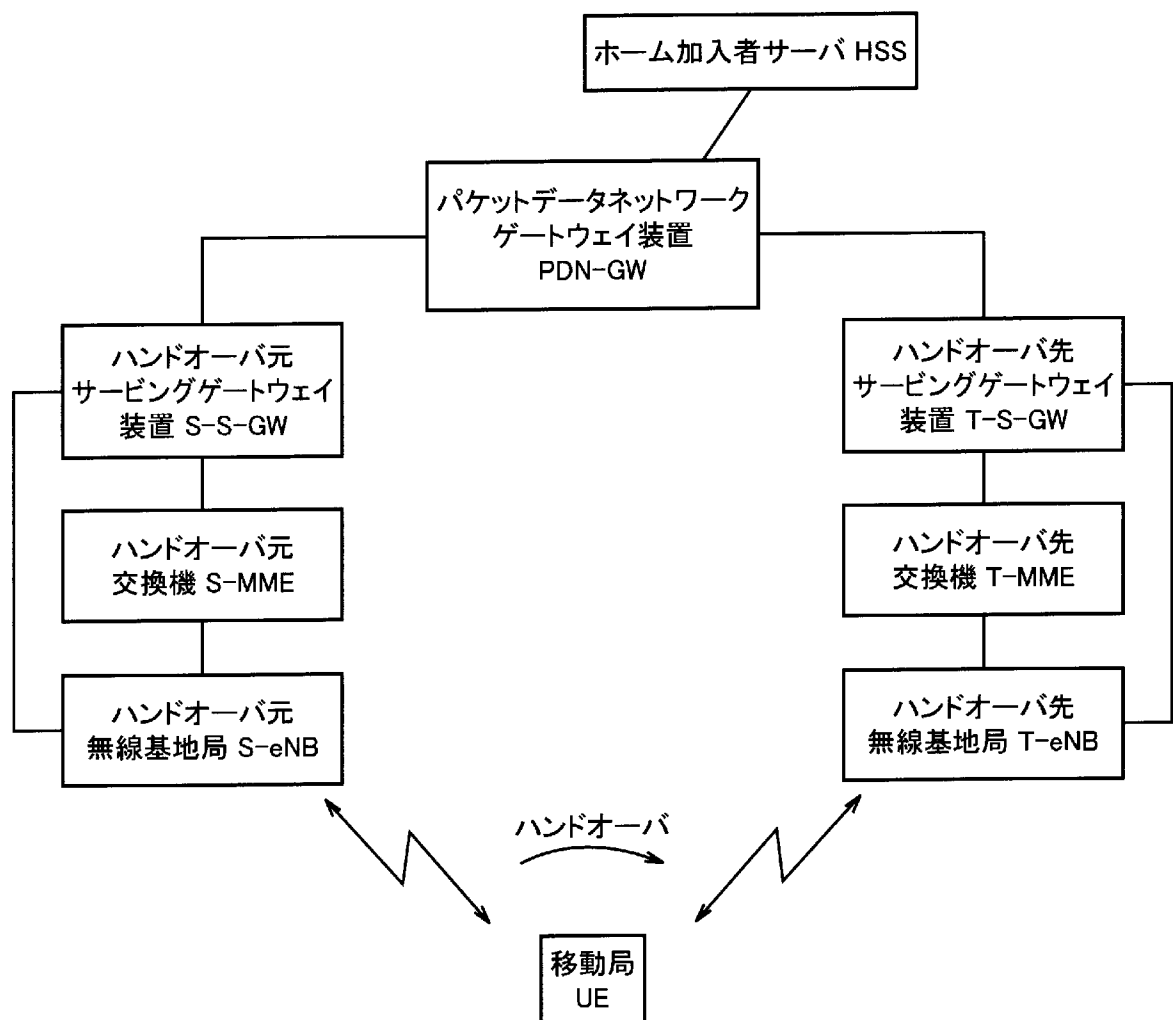 ホーム加入者サーバ HSS
パケットデータネットワーク
ゲートウェイ装置
PDN-GW
ハンドオーバ元
サービングゲートウェイ
装置 S-S-GW
ハンドオーバ先
サービングゲートウェイ
装置 T-S-GW
ハンドオーバ元
交換機 S-MME
ハンドオーバ先
交換機 T-MME
ハンドオーバ元
無線基地局 S-eNB
ハンドオーバ先
無線基地局 T-eNB
ハンドオーバ
移動局
UE